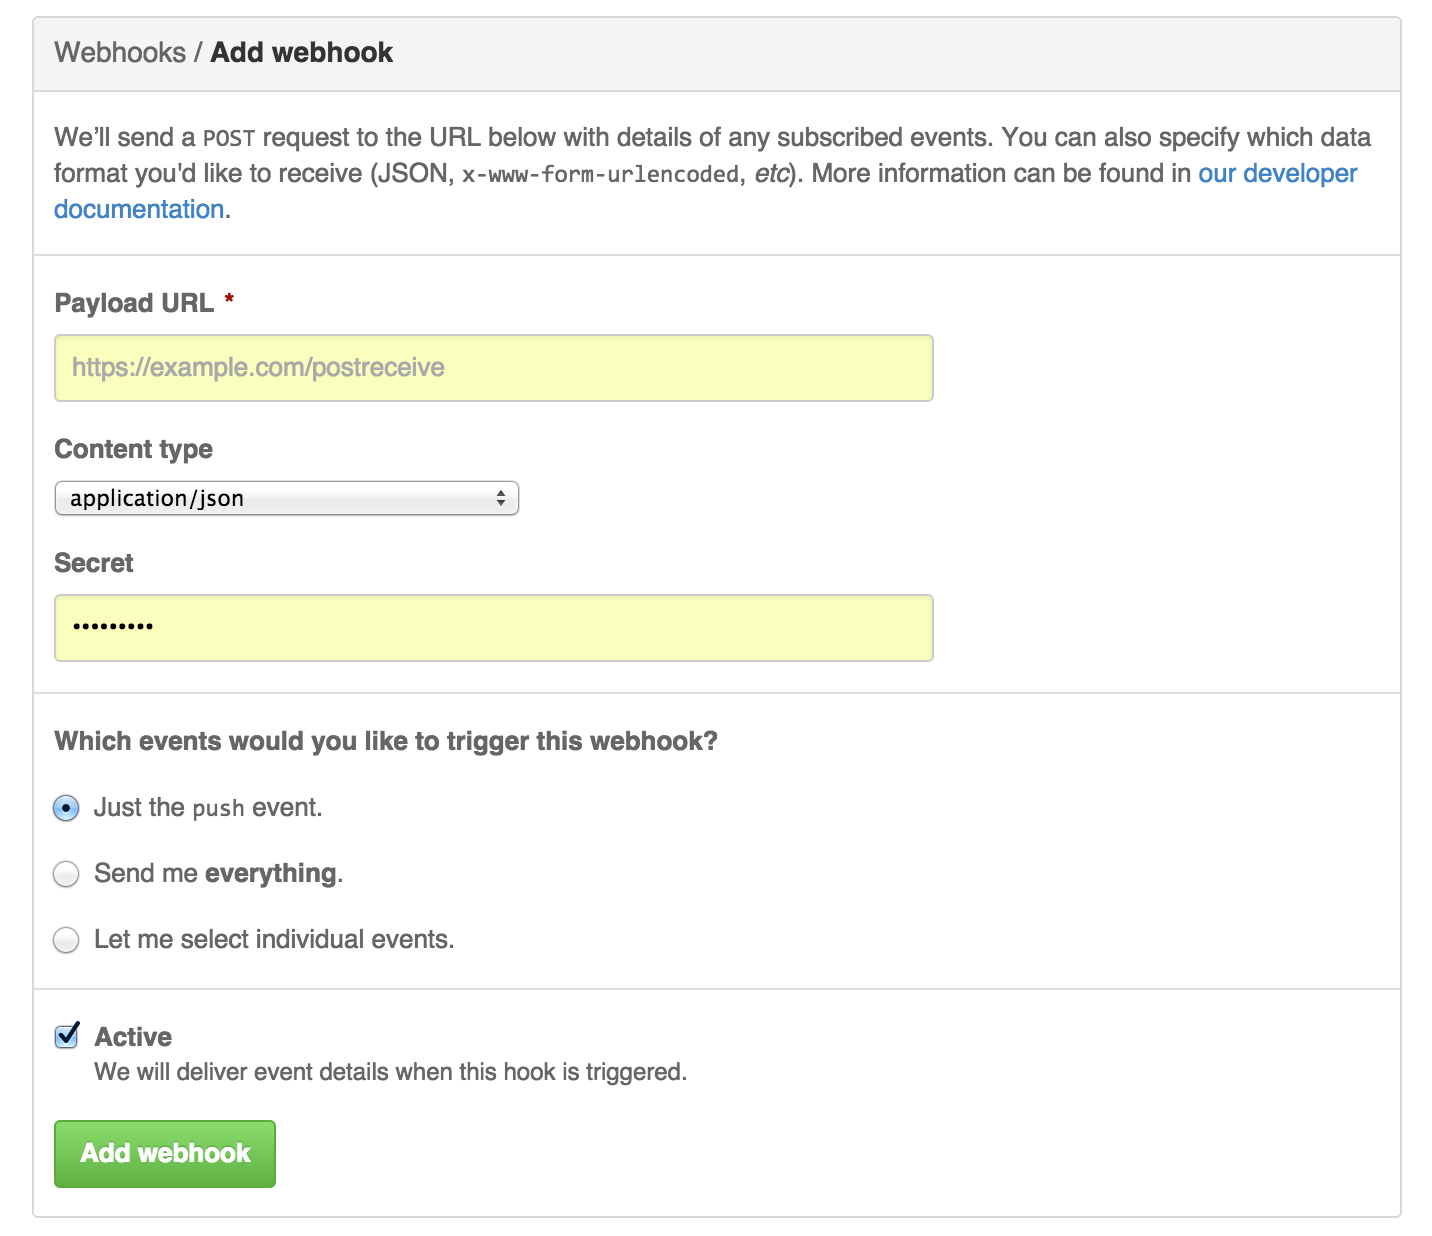 Webhooks / Add webhook
We'll send a POST request to the URL below with details of any subscribed events. You can also specify which data
format you'd like to receive (JSON, x-www-form-urlencoded, etc). More information can be found in our developer
documentation.
Payload URL *
https://example.com/postreceive
Content type
application/json
Secret
•••••••••
Which events would you like to trigger this webhook?
Just the push event.
Send me everything.
Let me select individual events.
Active
We will deliver event details when this hook is triggered.
Add webhook